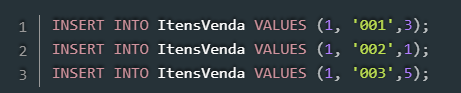 1 INSERT INTO ItensVenda VALUES (1, '001',3);
2 INSERT INTO ItensVenda VALUES (1, '002',1);
3 INSERT INTO ItensVenda VALUES (1, '003',5);